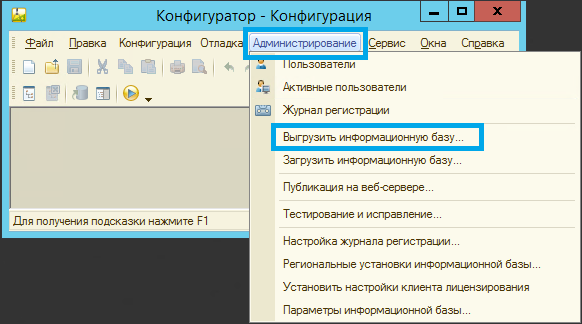 Конфигуратор - Конфигурация
Файл Правка Конфигурация Отладка Администрирование Сервис Окна Справка
Пользователи
Активные пользователи
Журнал регистрации
Выгрузить информационную базу...
Загрузить информационную базу...
Публикация на веб-сервере...
Тестирование и исправление...
Настройка журнала регистрации...
Региональные установки информационной базы...
Установить настройки клиента лицензирования
Параметры информационной базы...
Для получения подсказки нажмите F1